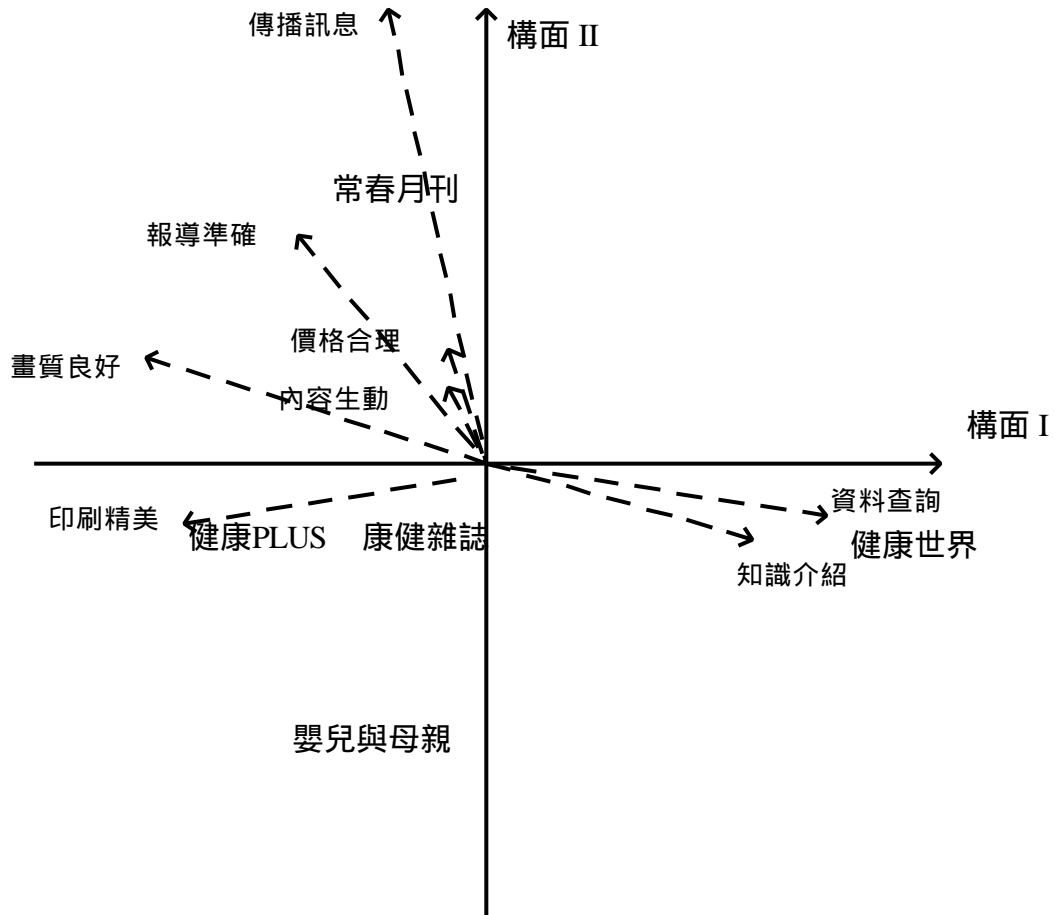 傳播訊息
構面 II
常春月刊
報導準確
價格合理
畫質良好
內容生動
構面 I
資料查詢
印刷精美
健康PLUS 康健雜誌
健康世界
知識介紹
嬰兒與母親